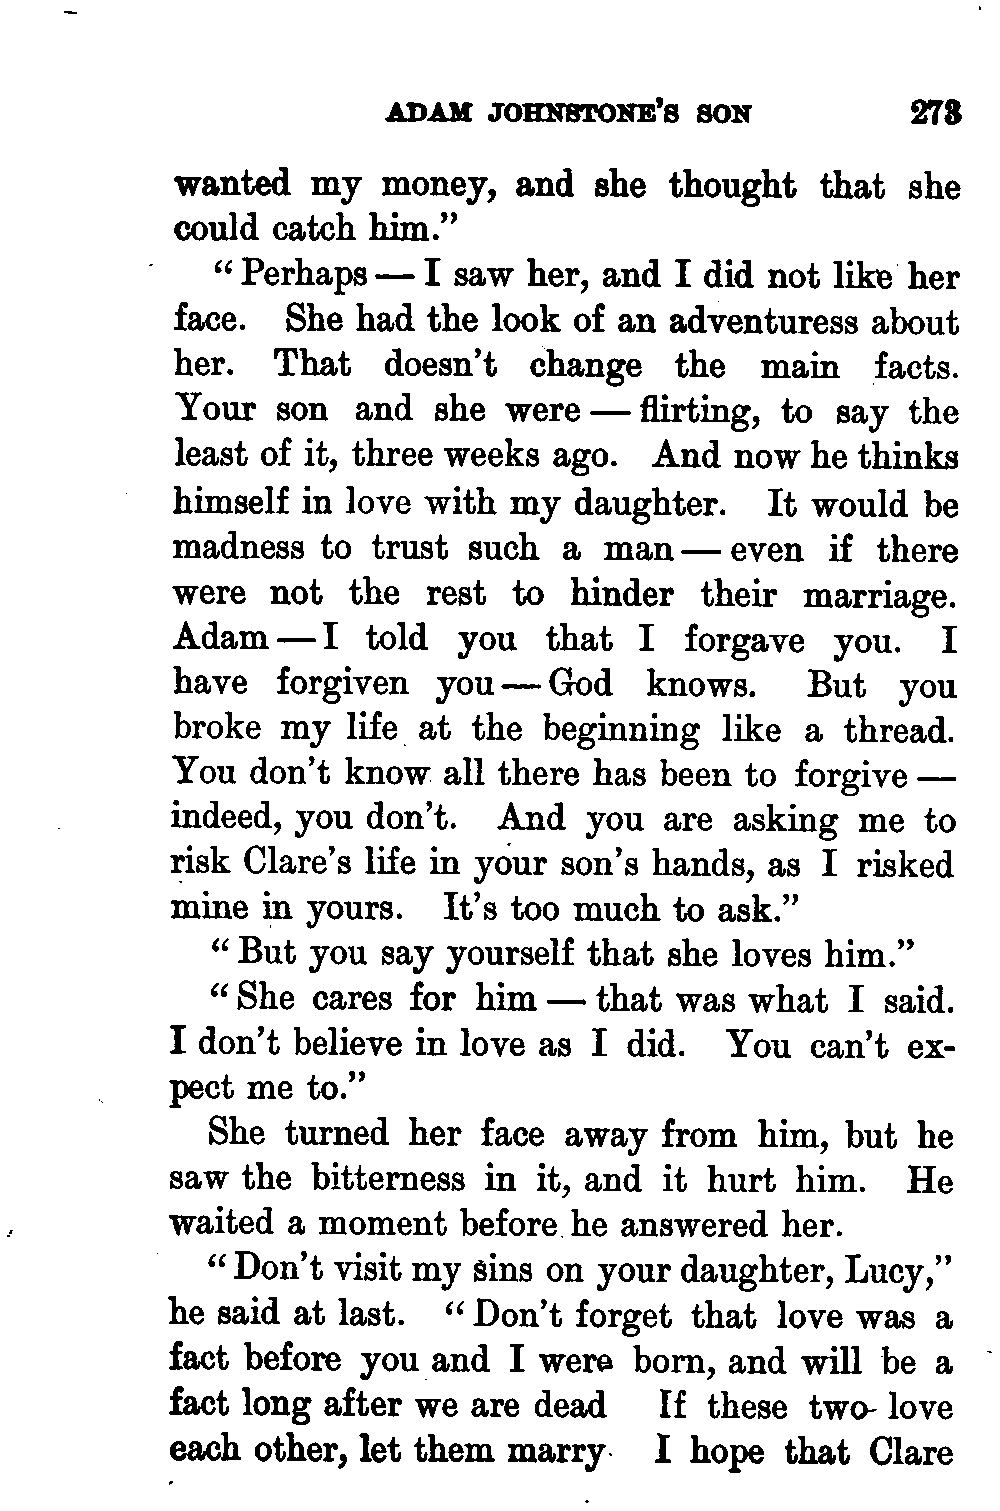 ADAM JOHNSTONE'S SON 273
wanted my money, and she thought that she
could catch him."
"Perhaps — I saw her, and I did not like her
face. She had the look of an adventuress about
her. That doesn't change the main facts.
Your son and she were — flirting, to say the
least of it, three weeks ago. And now he thinks
himself in love with my daughter. It would be
madness to trust such a man — even if there
were not the rest to hinder their marriage.
Adam — I told you that I forgave you. I
have forgiven you — God knows. But you
broke my life at the beginning like a thread.
You don't know all there has been to forgive —
indeed, you don't. And you are asking me to
risk Clare's life in your son's hands, as I risked
mine in yours. It's too much to ask."
"But you say yourself that she loves him."
"She cares for him — that was what I said.
I don't believe in love as I did. You can't ex-
pect me to."
She turned her face away from him, but he
saw the bitterness in it, and it hurt him. He
waited a moment before he answered her.
"Don't visit my sins on your daughter, Lucy,"
he said at last. "Don't forget that love was a
fact before you and I were born, and will be a
fact long after we are dead If these two love
each other, let them marry. I hope that Clare